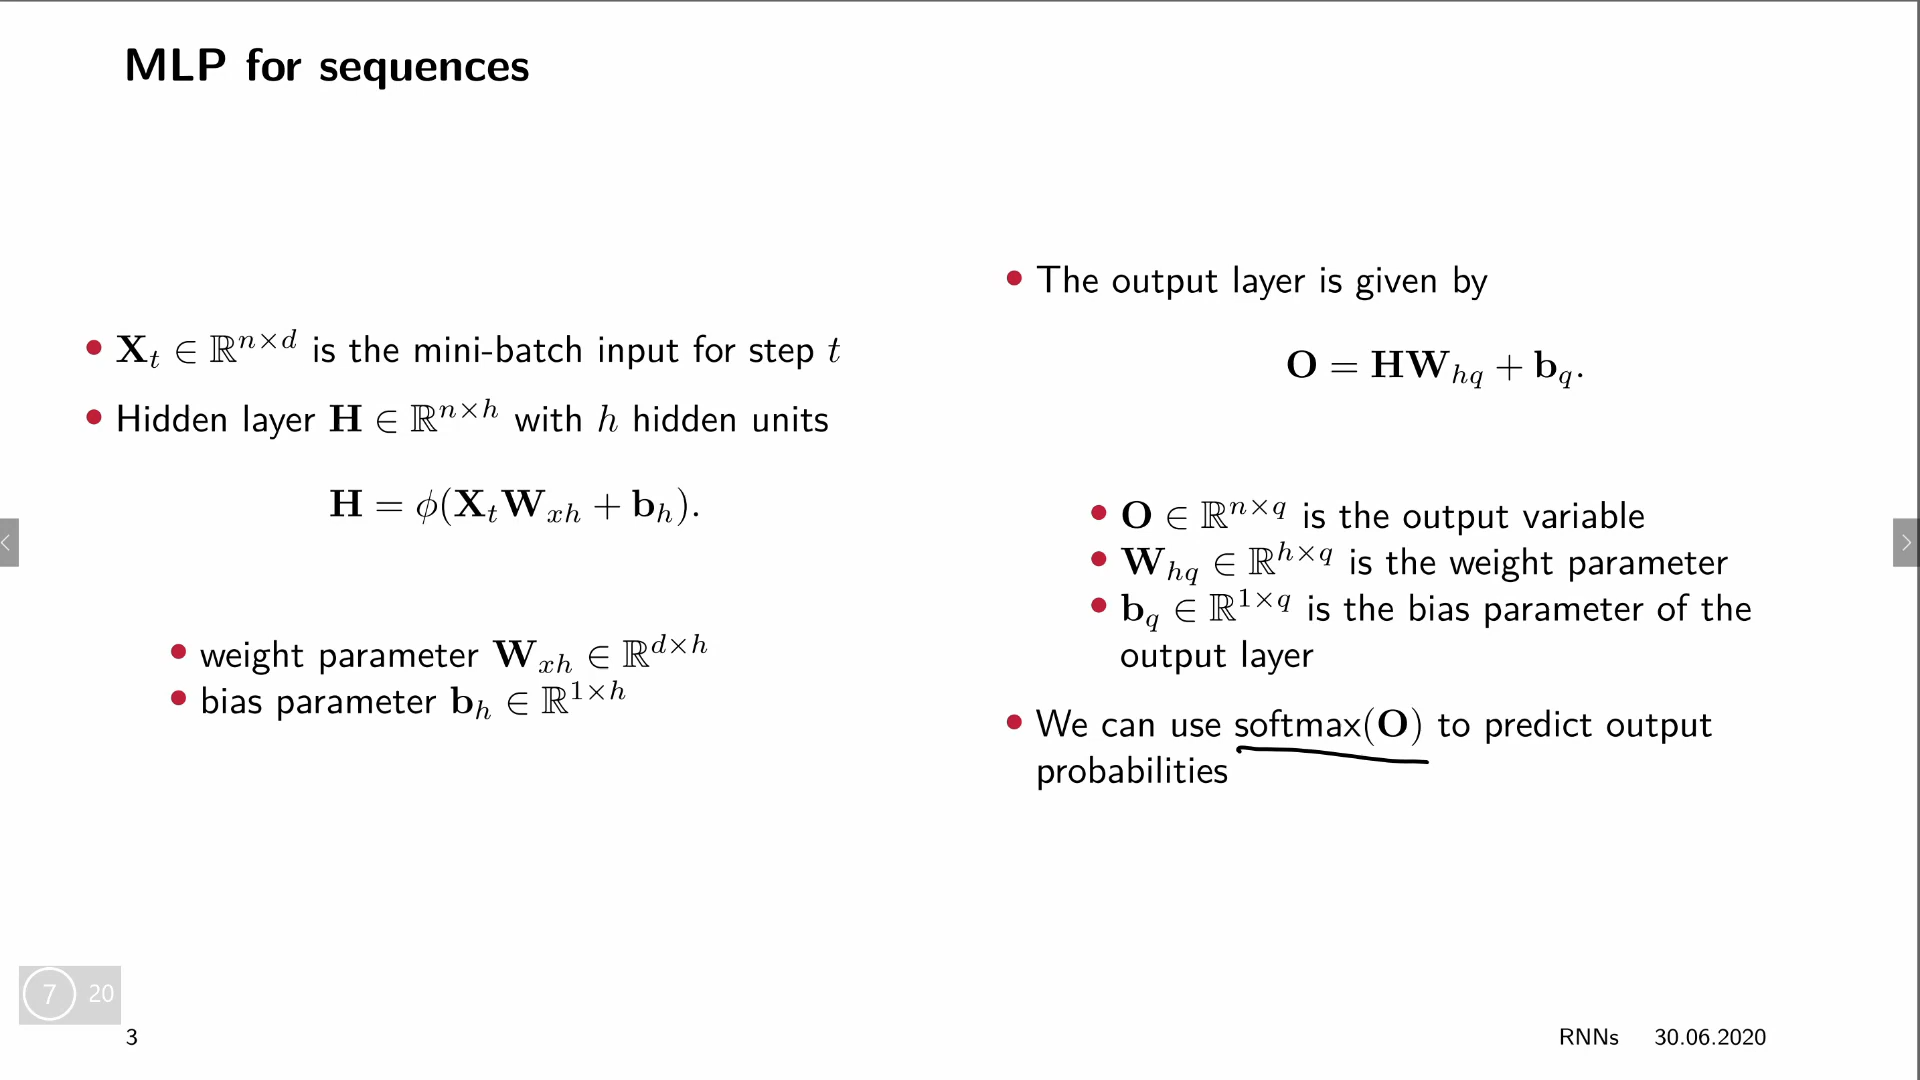 MLP for sequences
• X_t ∈ ℝ^{n×d} is the mini-batch input for step t
• Hidden layer H ∈ ℝ^{n×h} with h hidden units
H = ϕ(X_t W_{xh} + b_h).
• weight parameter W_{xh} ∈ ℝ^{d×h}
• bias parameter b_h ∈ ℝ^{1×h}
• The output layer is given by
O = HW_{hq} + b_q.
• O ∈ ℝ^{n×q} is the output variable
• W_{hq} ∈ ℝ^{h×q} is the weight parameter
• b_q ∈ ℝ^{1×q} is the bias parameter of the
output layer
• We can use softmax(O) to predict output
probabilities
7 20
3
RNNs 30.06.2020